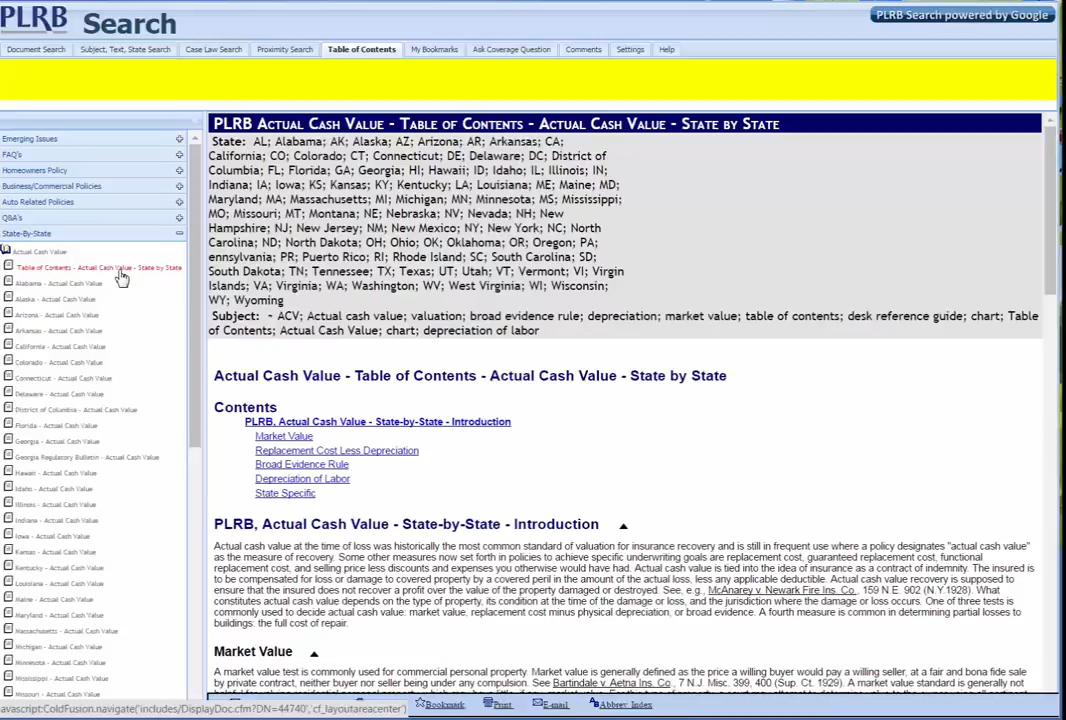 PLRB Search
PLRB Search powered by Google
Document Search
Subject, Text, State Search
Case Law Search
Proximity Search
Table of Contents
My Bookmarks
Ask Coverage Question
Comments
Settings
Help
Emerging Issues
FAQ's
Homeowners Policy
Business/Commercial Policies
Auto Related Policies
Q&A's
State-By-State
Actual Cash Value
Table of Contents - Actual Cash Value - State by State
Alabama - Actual Cash Value
Alaska - Actual Cash Value
Arizona - Actual Cash Value
Arkansas - Actual Cash Value
California - Actual Cash Value
Colorado - Actual Cash Value
Connecticut - Actual Cash Value
Delaware - Actual Cash Value
District of Columbia - Actual Cash Value
Florida - Actual Cash Value
Georgia - Actual Cash Value
Georgia Regulatory Bulletin - Actual Cash Value
Hawaii - Actual Cash Value
Idaho - Actual Cash Value
Illinois - Actual Cash Value
Indiana - Actual Cash Value
Iowa - Actual Cash Value
Kansas - Actual Cash Value
Kentucky - Actual Cash Value
Louisiana - Actual Cash Value
Maine - Actual Cash Value
Maryland - Actual Cash Value
Massachusetts - Actual Cash Value
Michigan - Actual Cash Value
Minnesota - Actual Cash Value
Mississippi - Actual Cash Value
Missouri - Actual Cash Value
avascript:ColdFusion.navigate('includes/DisplayDoc.cfm?DN=44740','cf_layoutareacenter')
PLRB Actual Cash Value - Table of Contents - Actual Cash Value - State by State
State: AL; Alabama; AK; Alaska; AZ; Arizona; AR; Arkansas; CA;
California; CO; Colorado; CT; Connecticut; DE; Delaware; DC; District of
Columbia; FL; Florida; GA; Georgia; HI; Hawaii; ID; Idaho; IL; Illinois; IN;
Indiana; IA; Iowa; KS; Kansas; KY; Kentucky; LA; Louisiana; ME; Maine; MD;
Maryland; MA; Massachusetts; MI; Michigan; MN; Minnesota; MS; Mississippi;
MO; Missouri; MT; Montana; NE; Nebraska; NV; Nevada; NH; New
Hampshire; NJ; New Jersey; NM; New Mexico; NY; New York; NC; North
Carolina; ND; North Dakota; OH; Ohio; OK; Oklahoma; OR; Oregon; PA;
ennsylvania; PR; Puerto Rico; RI; Rhode Island; SC; South Carolina; SD;
South Dakota; TN; Tennessee; TX; Texas; UT; Utah; VT; Vermont; VI; Virgin
Islands; VA; Virginia; WA; Washington; WV; West Virginia; WI; Wisconsin;
WY; Wyoming
Subject: ~ ACV; Actual cash value; valuation; broad evidence rule; depreciation; market value; table of contents; desk reference guide; chart; Table
of Contents; Actual Cash Value; chart; depreciation of labor
Actual Cash Value - Table of Contents - Actual Cash Value - State by State
Contents
PLRB, Actual Cash Value - State-by-State - Introduction
Market Value
Replacement Cost Less Depreciation
Broad Evidence Rule
Depreciation of Labor
State Specific
PLRB, Actual Cash Value - State-by-State - Introduction
Actual cash value at the time of loss was historically the most common standard of valuation for insurance recovery and is still in frequent use where a policy designates "actual cash value"
as the measure of recovery. Some other measures now set forth in policies to achieve specific underwriting goals are replacement cost, guaranteed replacement cost, functional
replacement cost, and selling price less discounts and expenses you otherwise would have had. Actual cash value is tied into the idea of insurance as a contract of indemnity. The insured is
to be compensated for loss or damage to covered property by a covered peril in the amount of the actual loss, less any applicable deductible. Actual cash value recovery is supposed to
ensure that the insured does not recover a profit over the value of the property damaged or destroyed. See, e.g., McAnarey v. Newark Fire Ins. Co., 159 N.E. 902 (N.Y.1928). What
constitutes actual cash value depends on the type of property, its condition at the time of the damage or loss, and the jurisdiction where the damage or loss occurs. One of three tests is
commonly used to decide actual cash value: market value, replacement cost minus physical depreciation, or broad evidence. A fourth measure is common in determining partial losses to
buildings: the full cost of repair.
Market Value
A market value test is commonly used for commercial personal property. Market value is generally defined as the price a willing buyer would pay a willing seller, at a fair and bona fide sale
by private contract, neither buyer nor seller being under any compulsion. See Bartindale v. Aetna Ins. Co., 7 N.J. Misc. 399, 400 (Sup. Ct. 1929). A market value standard is generally not
Bookmark
Print
E-mail
Abbrev. Index